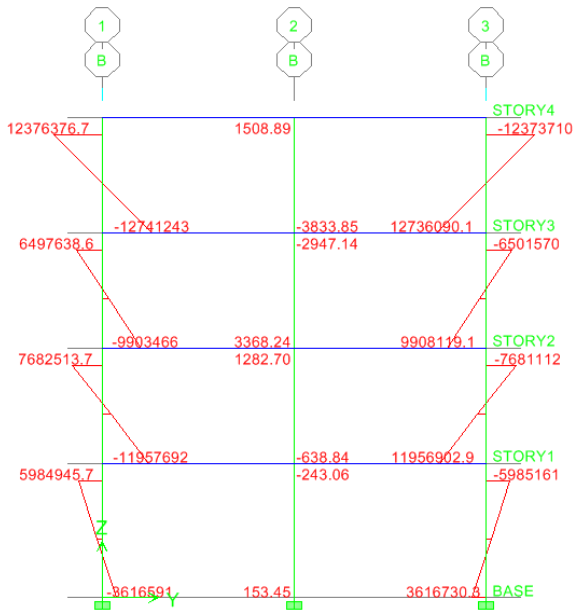 1 2 3
B B B
STORY4
12376376.7 1508.89 -12373710
-12741243 -3833.85 12736090.1 STORY3
6497638.6 -2947.14 -6501570
-9903466 3368.24 9908119.1 STORY2
7682513.7 1282.70 -7681112
-11957692 -638.84 11956902.9 STORY1
5984945.7 -243.06 -5985161
Z
-3616591 Y 153.45 3616730.3 BASE